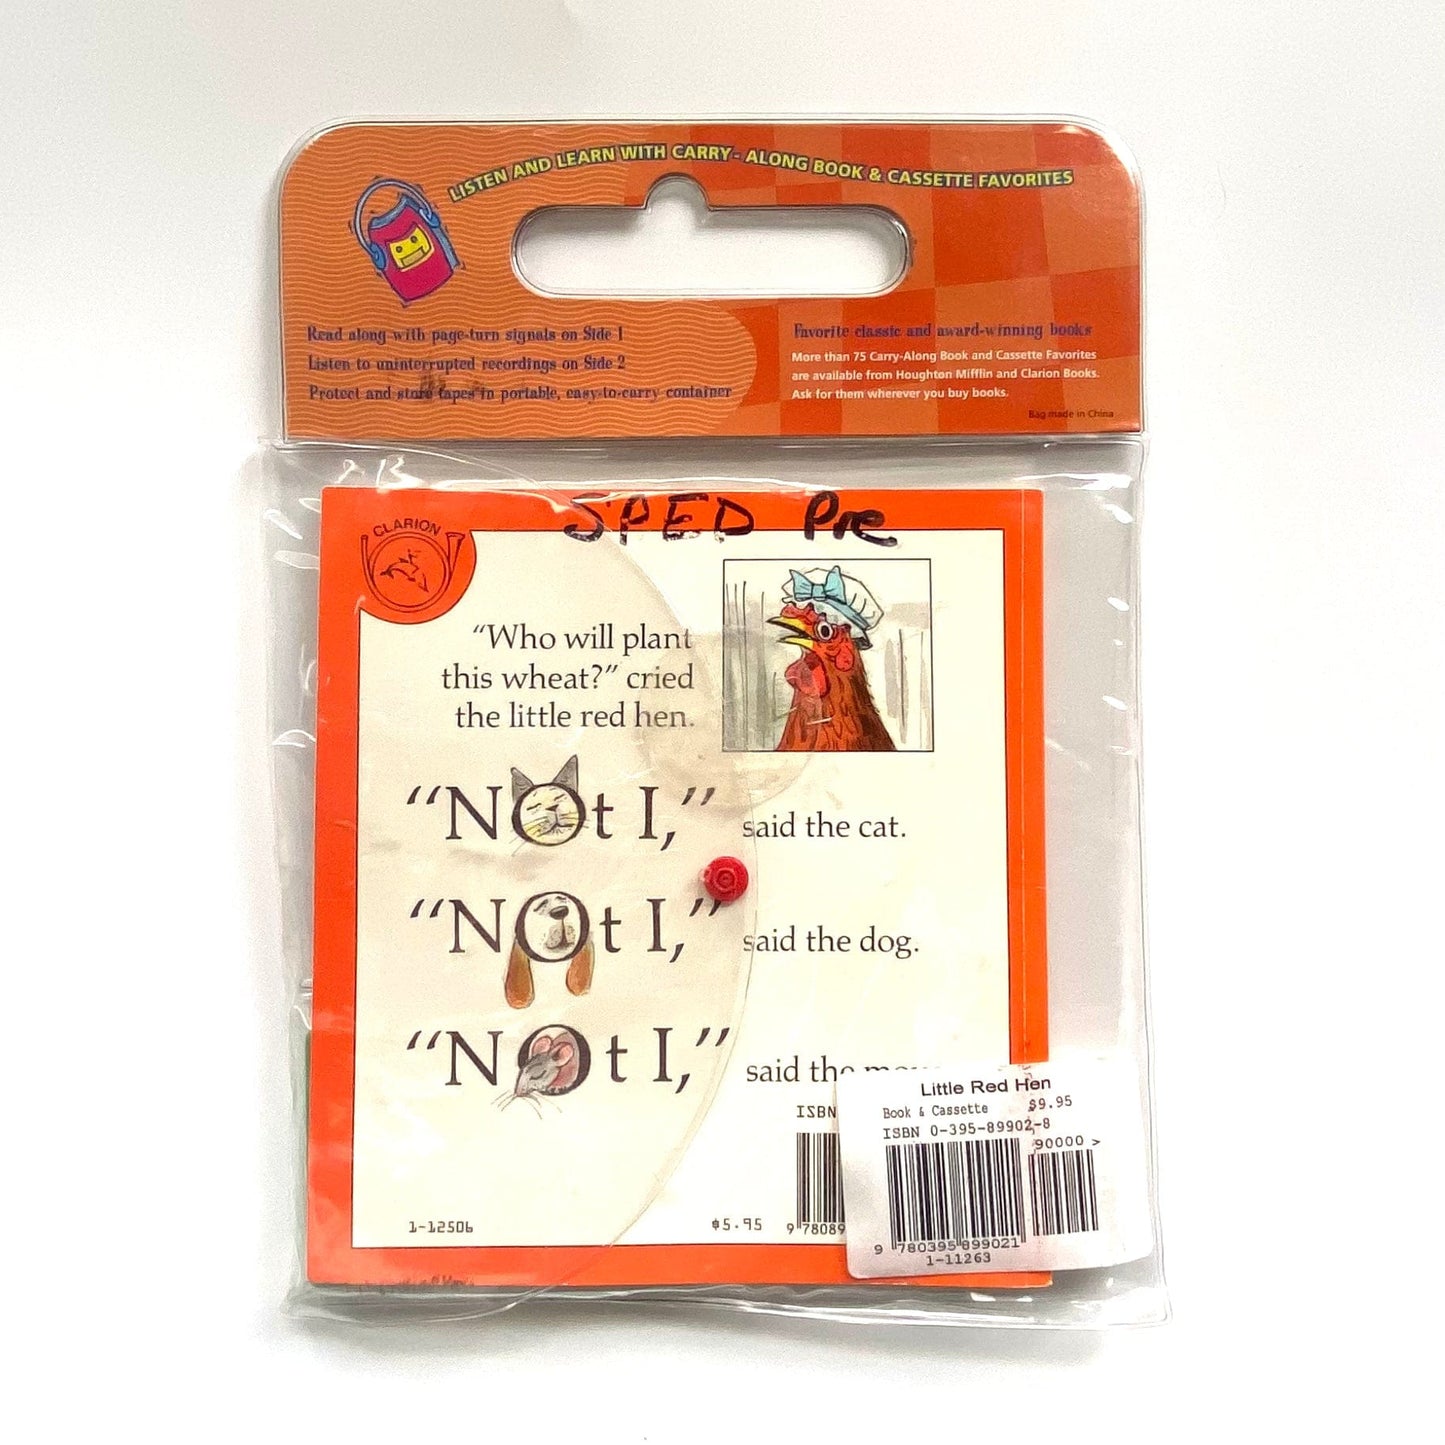 LISTEN AND LEARN WITH CARRY-ALONG BOOK & CASSETTE FAVORITES
Read along with page-turn signals on Side 1
Listen to uninterrupted recordings on Side 2
Protect and store tapes in portable, easy-to-carry container
Favorite classic and award-winning books
More than 75 Carry-Along Book and Cassette Favorites
are available from Houghton Mifflin and Clarion Books.
Ask for them wherever you buy books.
Bag made in China
SPED Pre
CLARION
“Who will plant
this wheat?” cried
the little red hen.
“NOt I,” said the cat.
“NOt I,” said the dog.
“NOt I,” said the
ISBN
1-12506
$5.95
9 78089
Little Red Hen
Book & Cassette $9.95
ISBN 0-395-89902-8
90000 >
9 780395 899021
1-11263